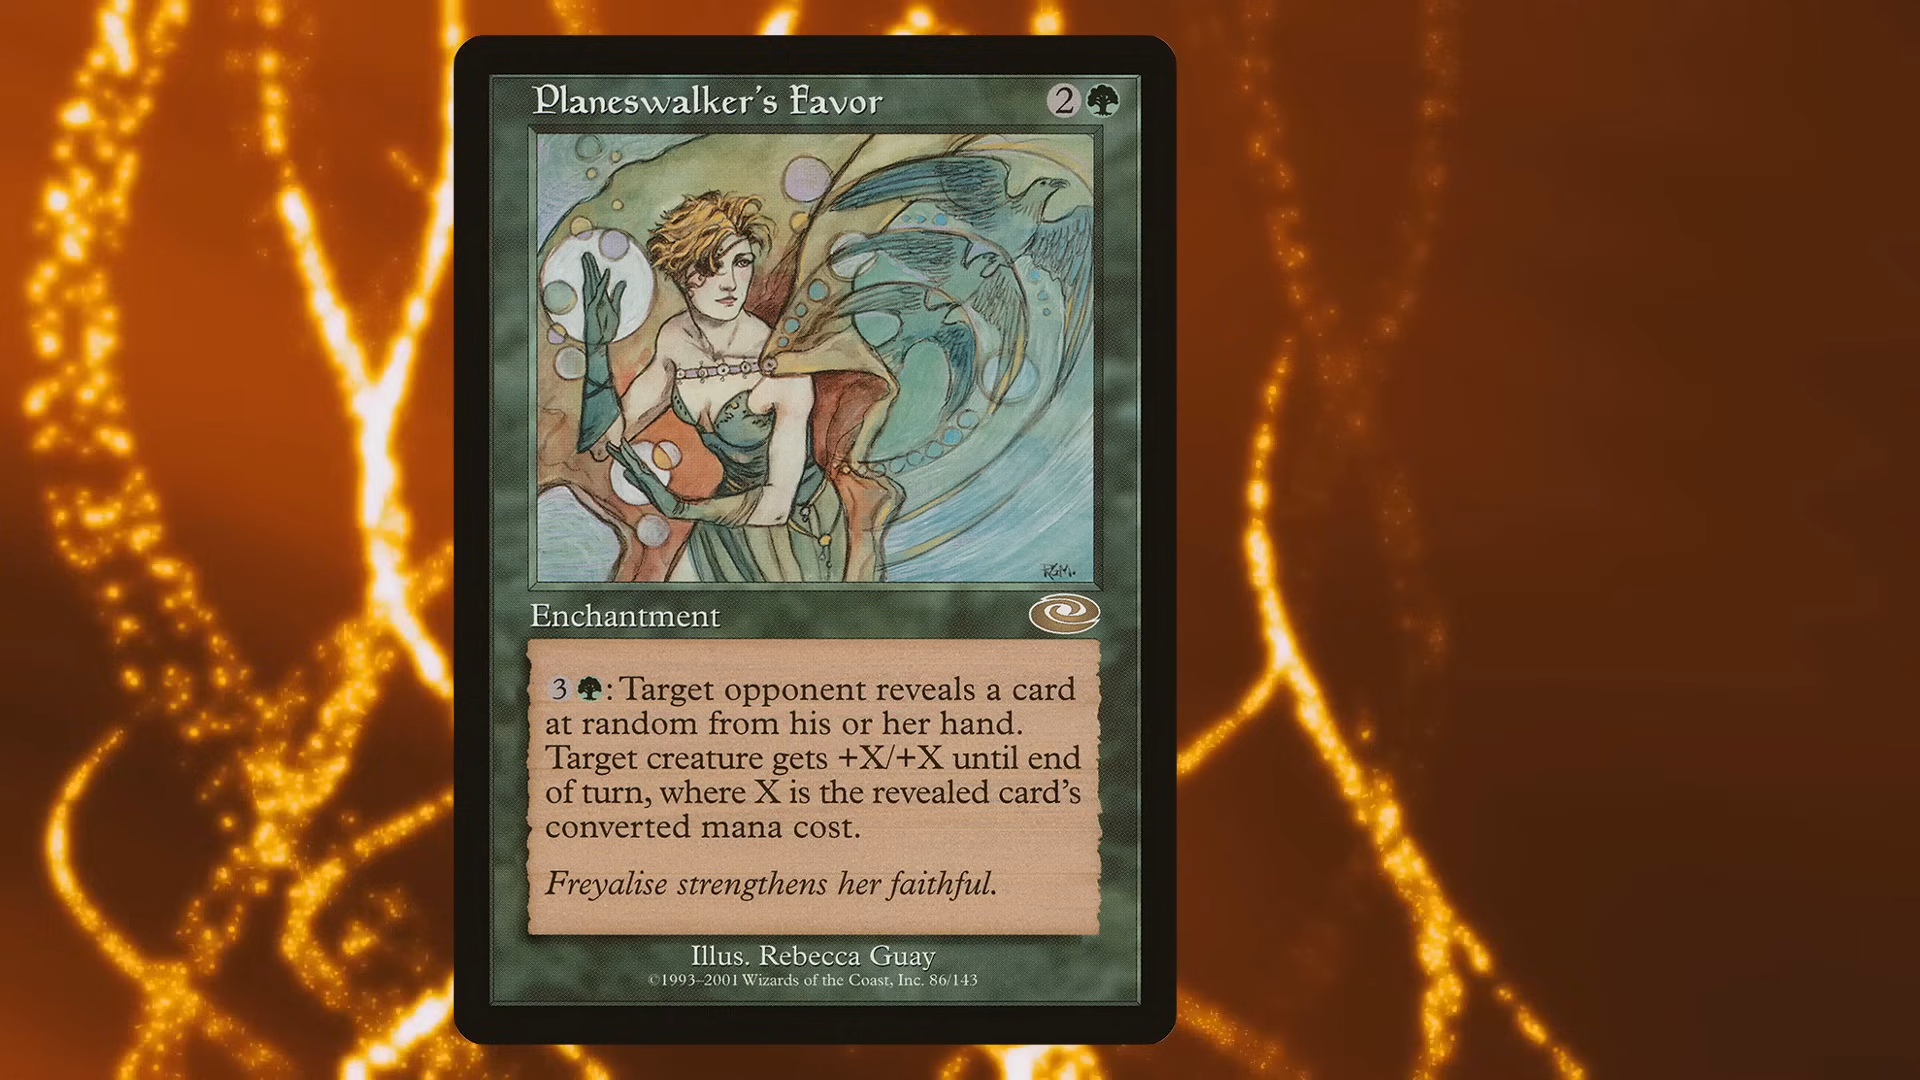 Planeswalker's Favor 2
R&M.
Enchantment
3 : Target opponent reveals a card
at random from his or her hand.
Target creature gets +X/+X until end
of turn, where X is the revealed card's
converted mana cost.
Freyalise strengthens her faithful.
Illus. Rebecca Guay
©1993–2001 Wizards of the Coast, Inc. 86/143